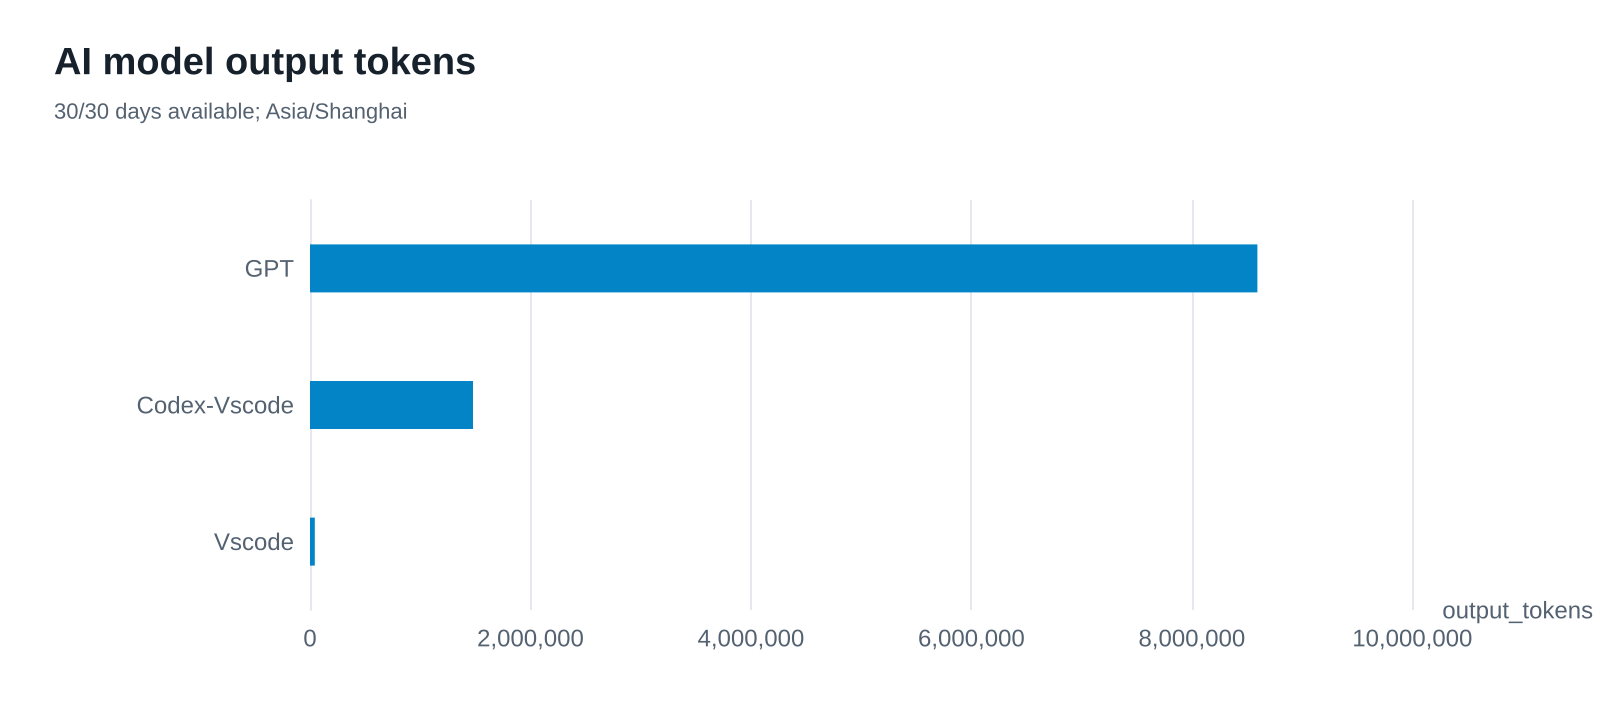 AI model output tokens
30/30 days available; Asia/Shanghai
GPT
Codex-Vscode
Vscode
output_tokens
0 2,000,000 4,000,000 6,000,000 8,000,000 10,000,000